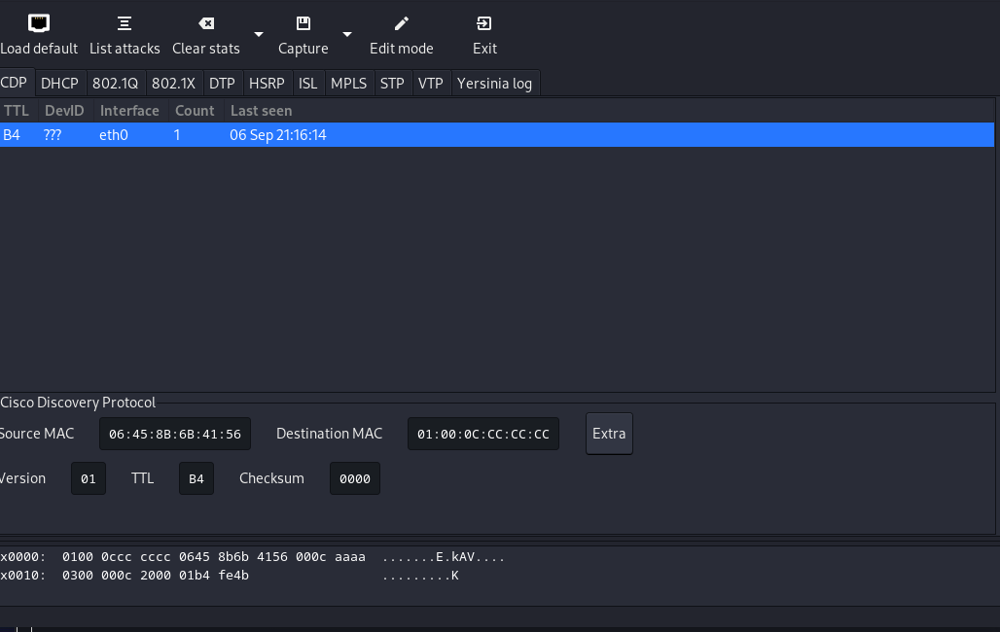 Load default List attacks Clear stats Capture Edit mode Exit
CDP DHCP 802.1Q 802.1X DTP HSRP ISL MPLS STP VTP Yersinia log
TTL DevID Interface Count Last seen
B4 ??? eth0 1 06 Sep 21:16:14
Cisco Discovery Protocol
Source MAC 06:45:8B:6B:41:56 Destination MAC 01:00:0C:CC:CC:CC Extra
Version 01 TTL B4 Checksum 0000
x0000: 0100 0ccc cccc 0645 8b6b 4156 000c aaaa .......E.kAV....
x0010: 0300 000c 2000 01b4 fe4b .........K